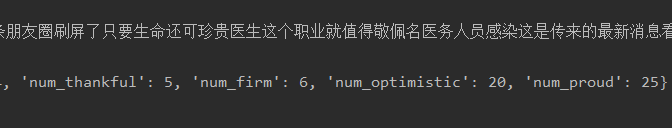 朋友圈刷屏了只要生命还可珍贵医生这个职业就值得敬佩名医务人员感染这是传来的最新消息看
, 'num_thankful': 5, 'num_firm': 6, 'num_optimistic': 20, 'num_proud': 25}